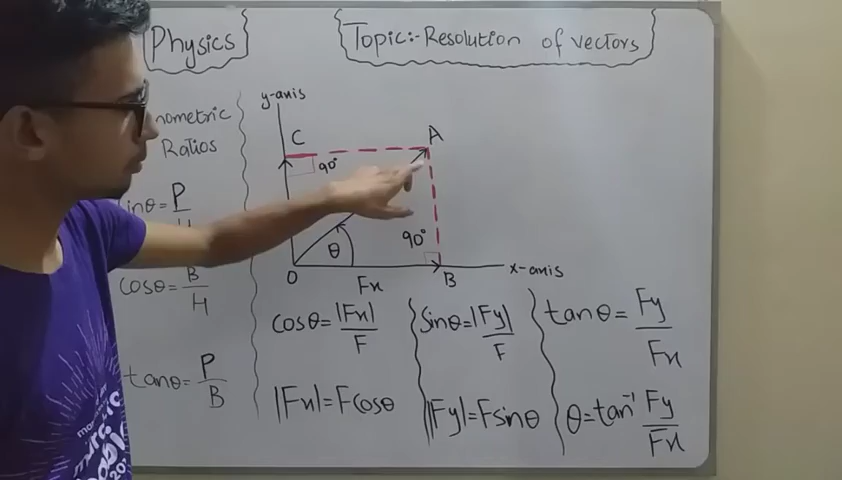 Physics
Topic:- Resolution of vectors
nometric
Ratios
inθ = P
H
cosθ = B
H
tanθ = P
B
y-axis
C
A
90°
90°
θ
O
Fx
B
x-axis
cosθ = |Fx|
F
|Fx| = Fcosθ
Sinθ = |Fy|
F
|Fy| = Fsinθ
tanθ = Fy
Fx
θ = tan⁻¹ Fy
Fx